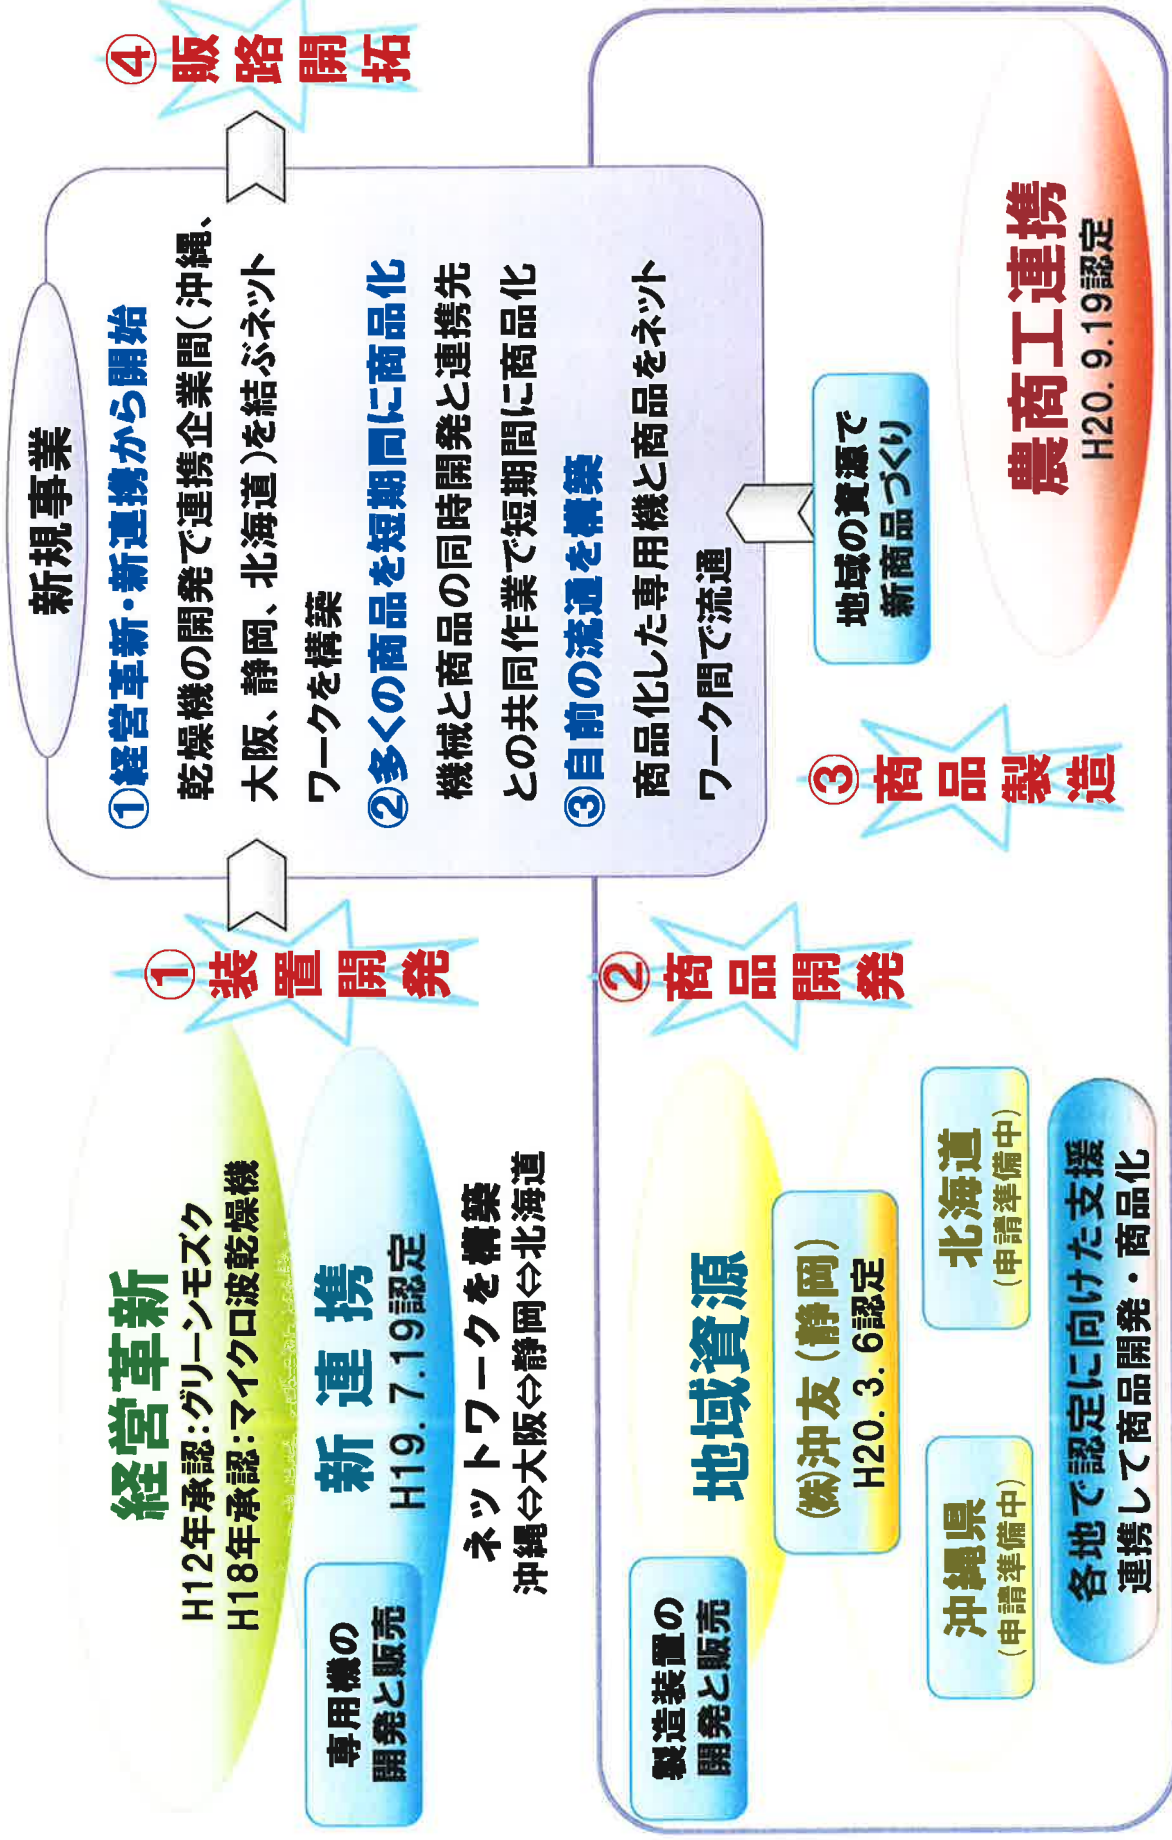 経営革新
H12年承認:グリーンモズク
H18年承認:マイクロ波乾燥機
新連携
H19.7.19認定
専用機の
開発と販売
ネットワークを構築
沖縄⇔大阪⇔静岡⇔北海道
①装置開発
新規事業
①経営革新・新連携から開始
乾燥機の開発で連携企業間(沖縄、
大阪、静岡、北海道)を結ぶネット
ワークを構築
②多くの商品を短期間に商品化
機械と商品の同時開発と連携先
との共同作業で短期間に商品化
③自前の流通を構築
商品化した専用機と商品をネット
ワーク間で流通
④販路開拓
製造装置の
開発と販売
地域資源
(株)沖友(静岡)
H20.3.6認定
沖縄県
(申請準備中)
北海道
(申請準備中)
各地で認定に向けた支援
連携して商品開発・商品化
②商品開発
③商品製造
地域の資源で
新商品づくり
農商工連携
H20.9.19認定